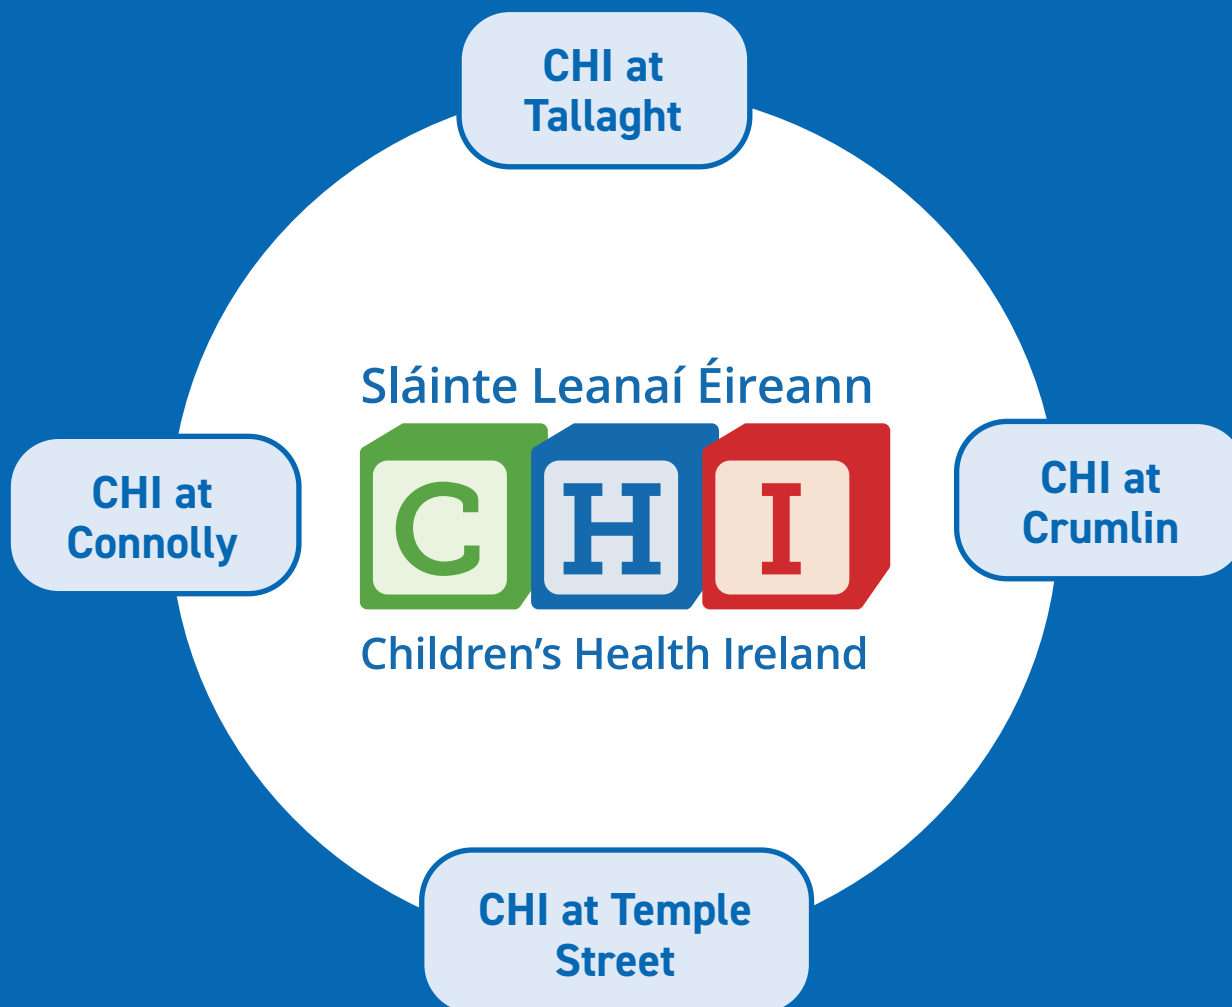 CHI at
Tallaght
Sláinte Leanaí Éireann
CHI
Children's Health Ireland
CHI at
Connolly
CHI at
Crumlin
CHI at Temple
Street